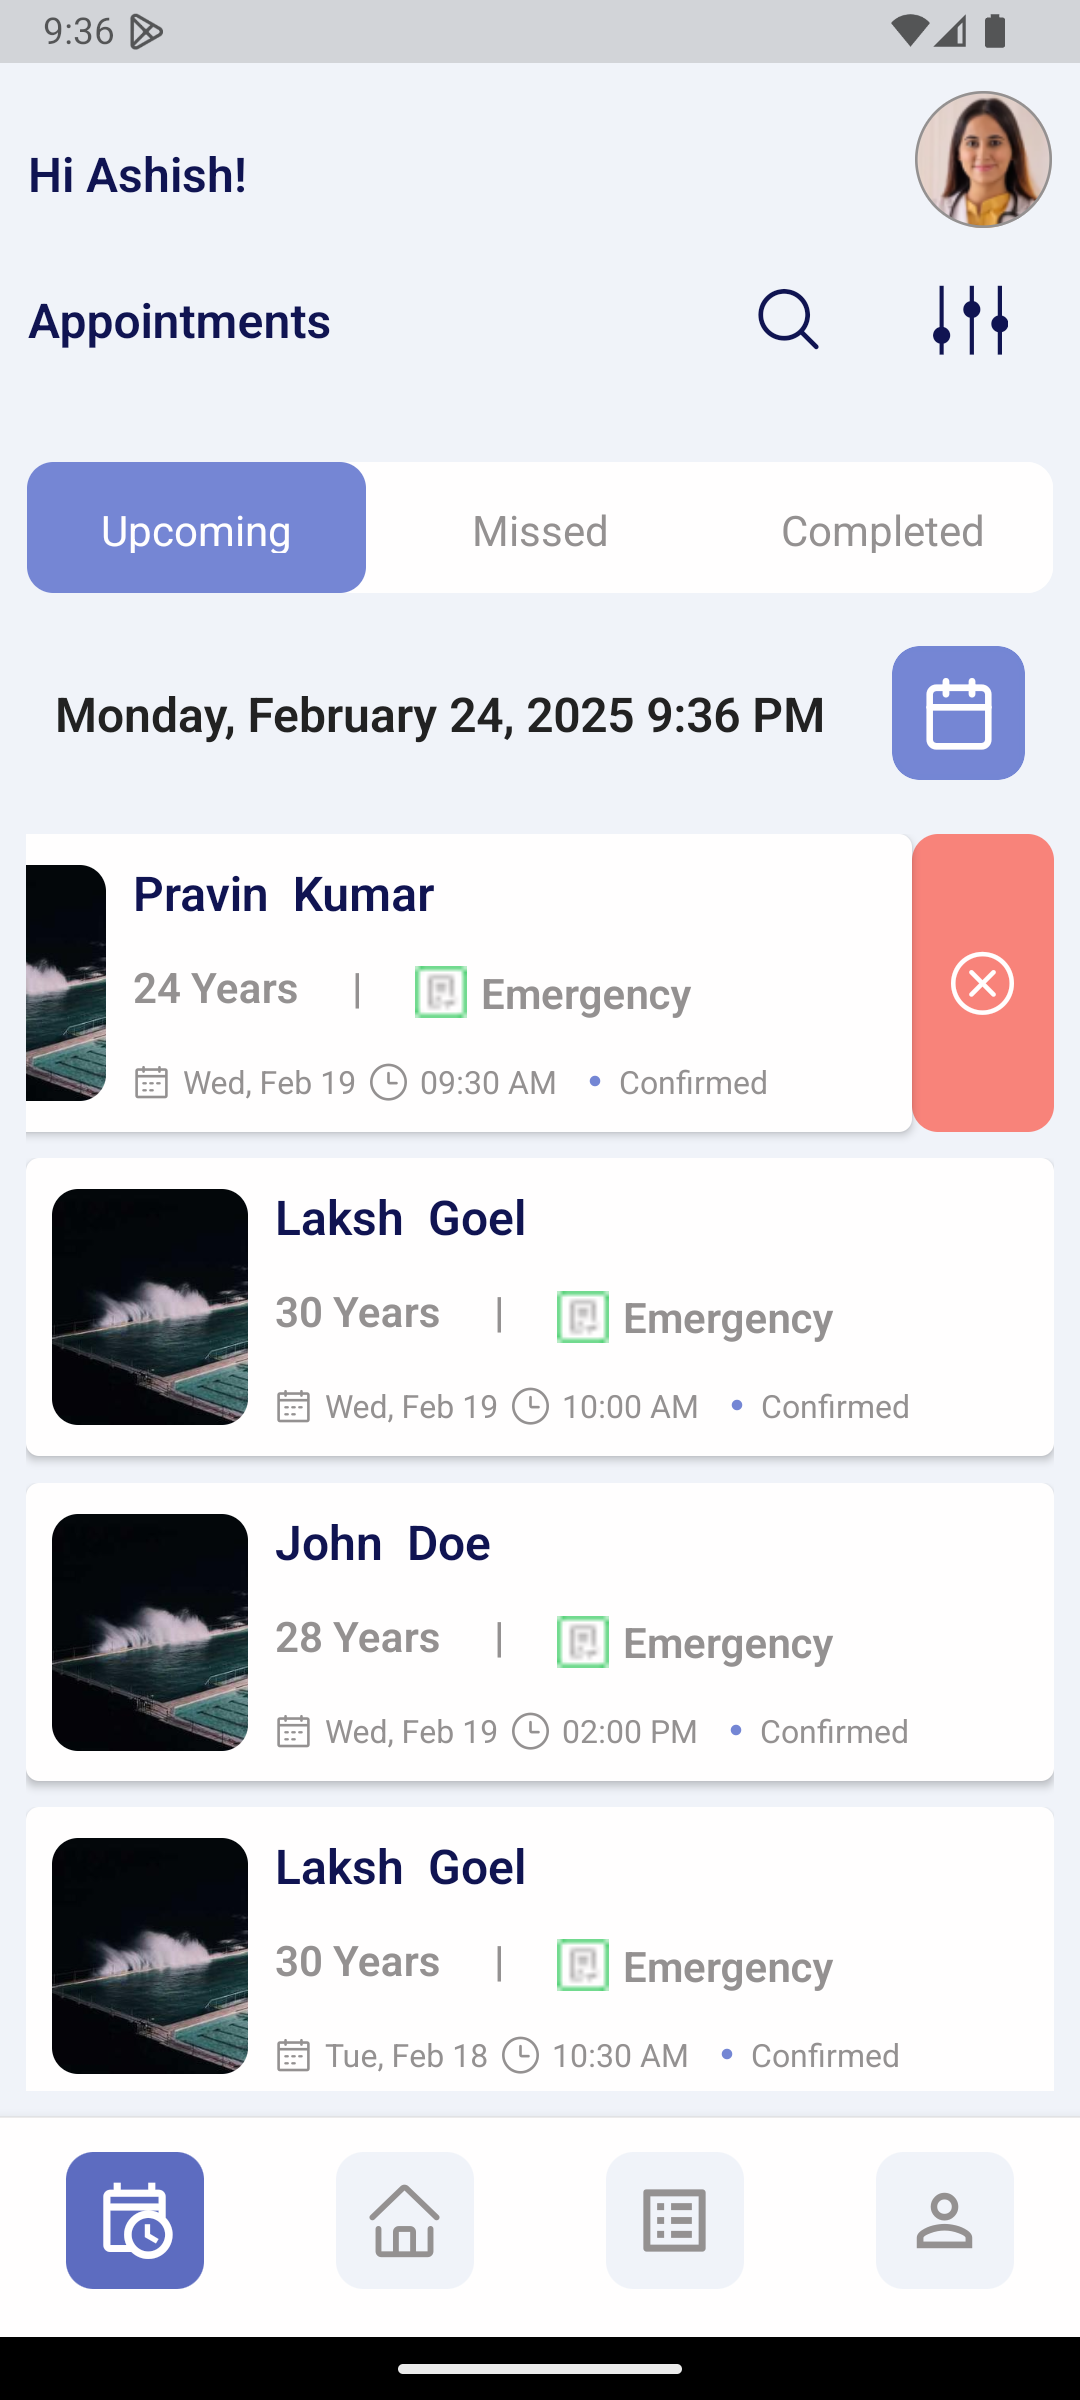 9:36
Hi Ashish!
Appointments
Upcoming Missed Completed
Monday, February 24, 2025 9:36 PM
Pravin Kumar
24 Years | Emergency
Wed, Feb 19 09:30 AM • Confirmed
Laksh Goel
30 Years | Emergency
Wed, Feb 19 10:00 AM • Confirmed
John Doe
28 Years | Emergency
Wed, Feb 19 02:00 PM • Confirmed
Laksh Goel
30 Years | Emergency
Tue, Feb 18 10:30 AM • Confirmed